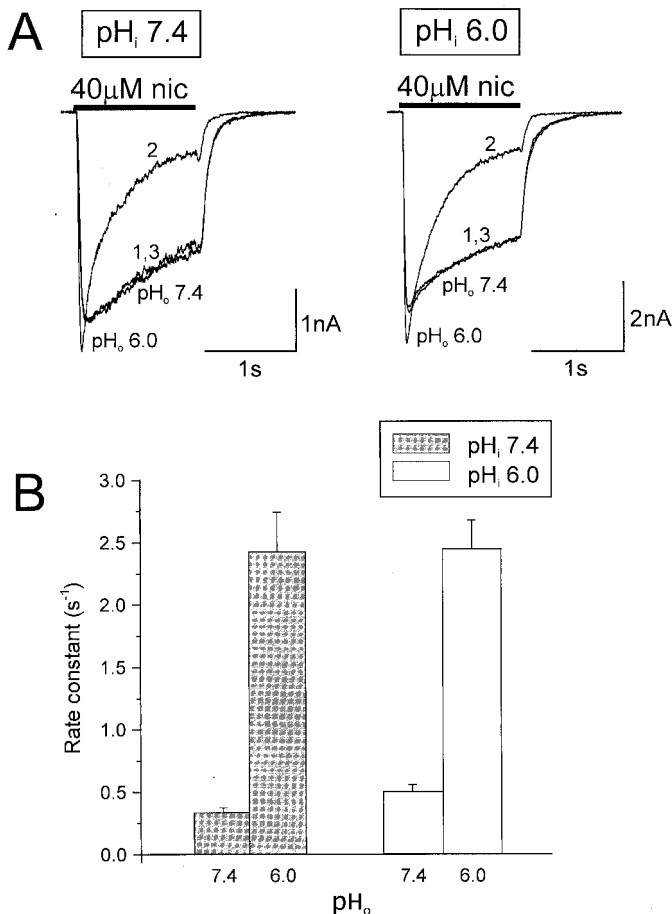 A
pHi 7.4
pHi 6.0
40µM nic
40µM nic
2
2
1,3
1,3
pHo 7.4
pHo 7.4
pHo 6.0
pHo 6.0
1nA
2nA
1s
1s
B
pHi 7.4
pHi 6.0
3.0
2.5
2.0
1.5
1.0
0.5
0.0
Rate constant (s-1)
7.4 6.0 7.4 6.0
pHo